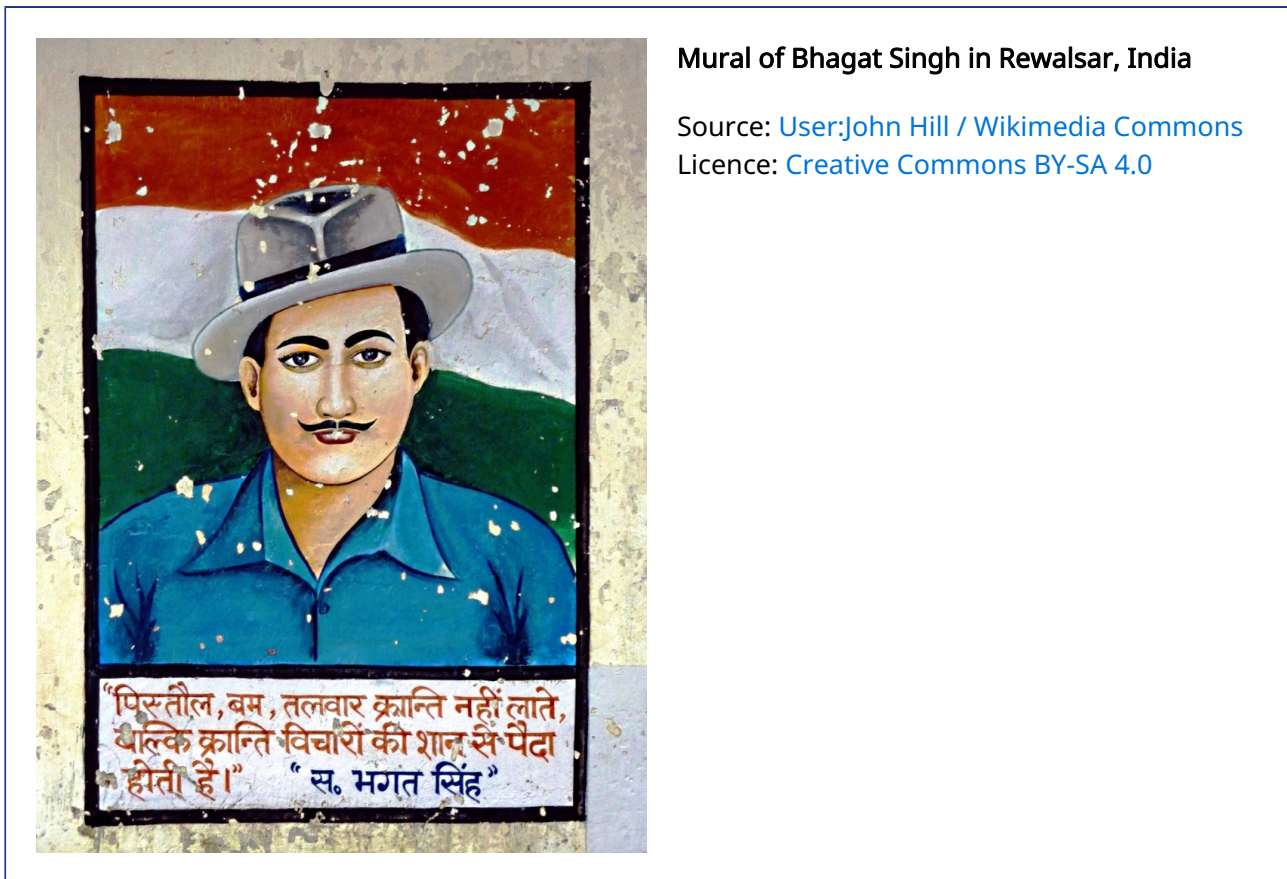 Mural of Bhagat Singh in Rewalsar, India
Source: User:John Hill / Wikimedia Commons
Licence: Creative Commons BY-SA 4.0
“पिस्तौल, बम, तलवार क्रान्ति नहीं लाते,
बल्कि क्रान्ति विचारों की शान से पैदा
होती है।” “स॰ भगत सिंह”